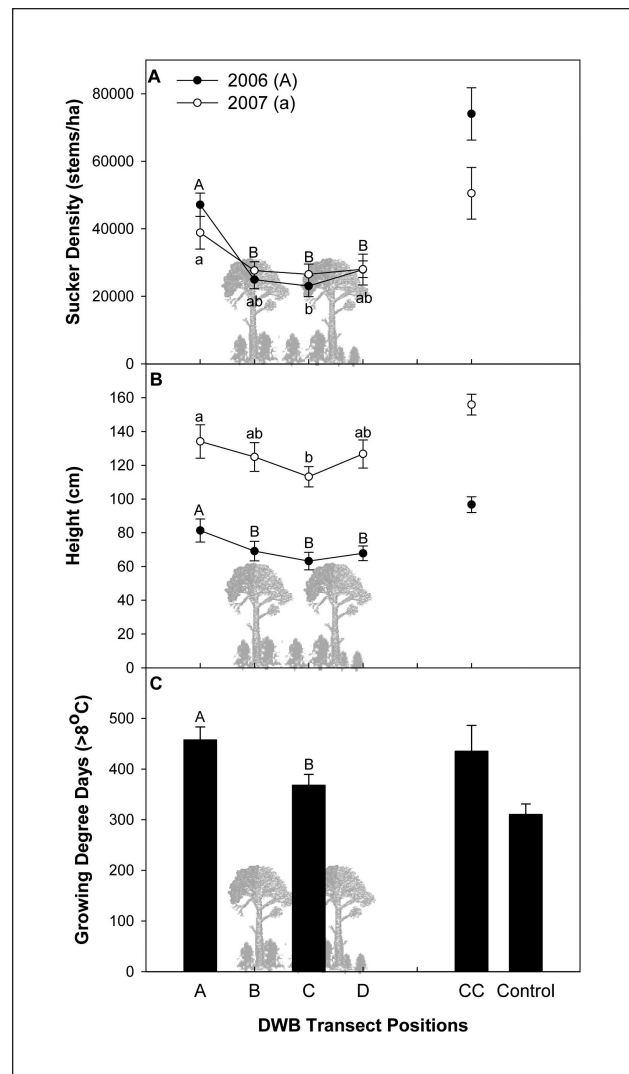 A
2006 (A)
2007 (a)
Sucker Density (stems/ha)
80000
60000
40000
20000
0
A
B
B
B
a
ab
b
ab
B
Height (cm)
160
140
120
100
80
60
40
20
0
a
ab
b
ab
A
B
B
B
C
Growing Degree Days (>8°C)
500
400
300
200
100
0
A
B
A B C D CC Control
DWB Transect Positions